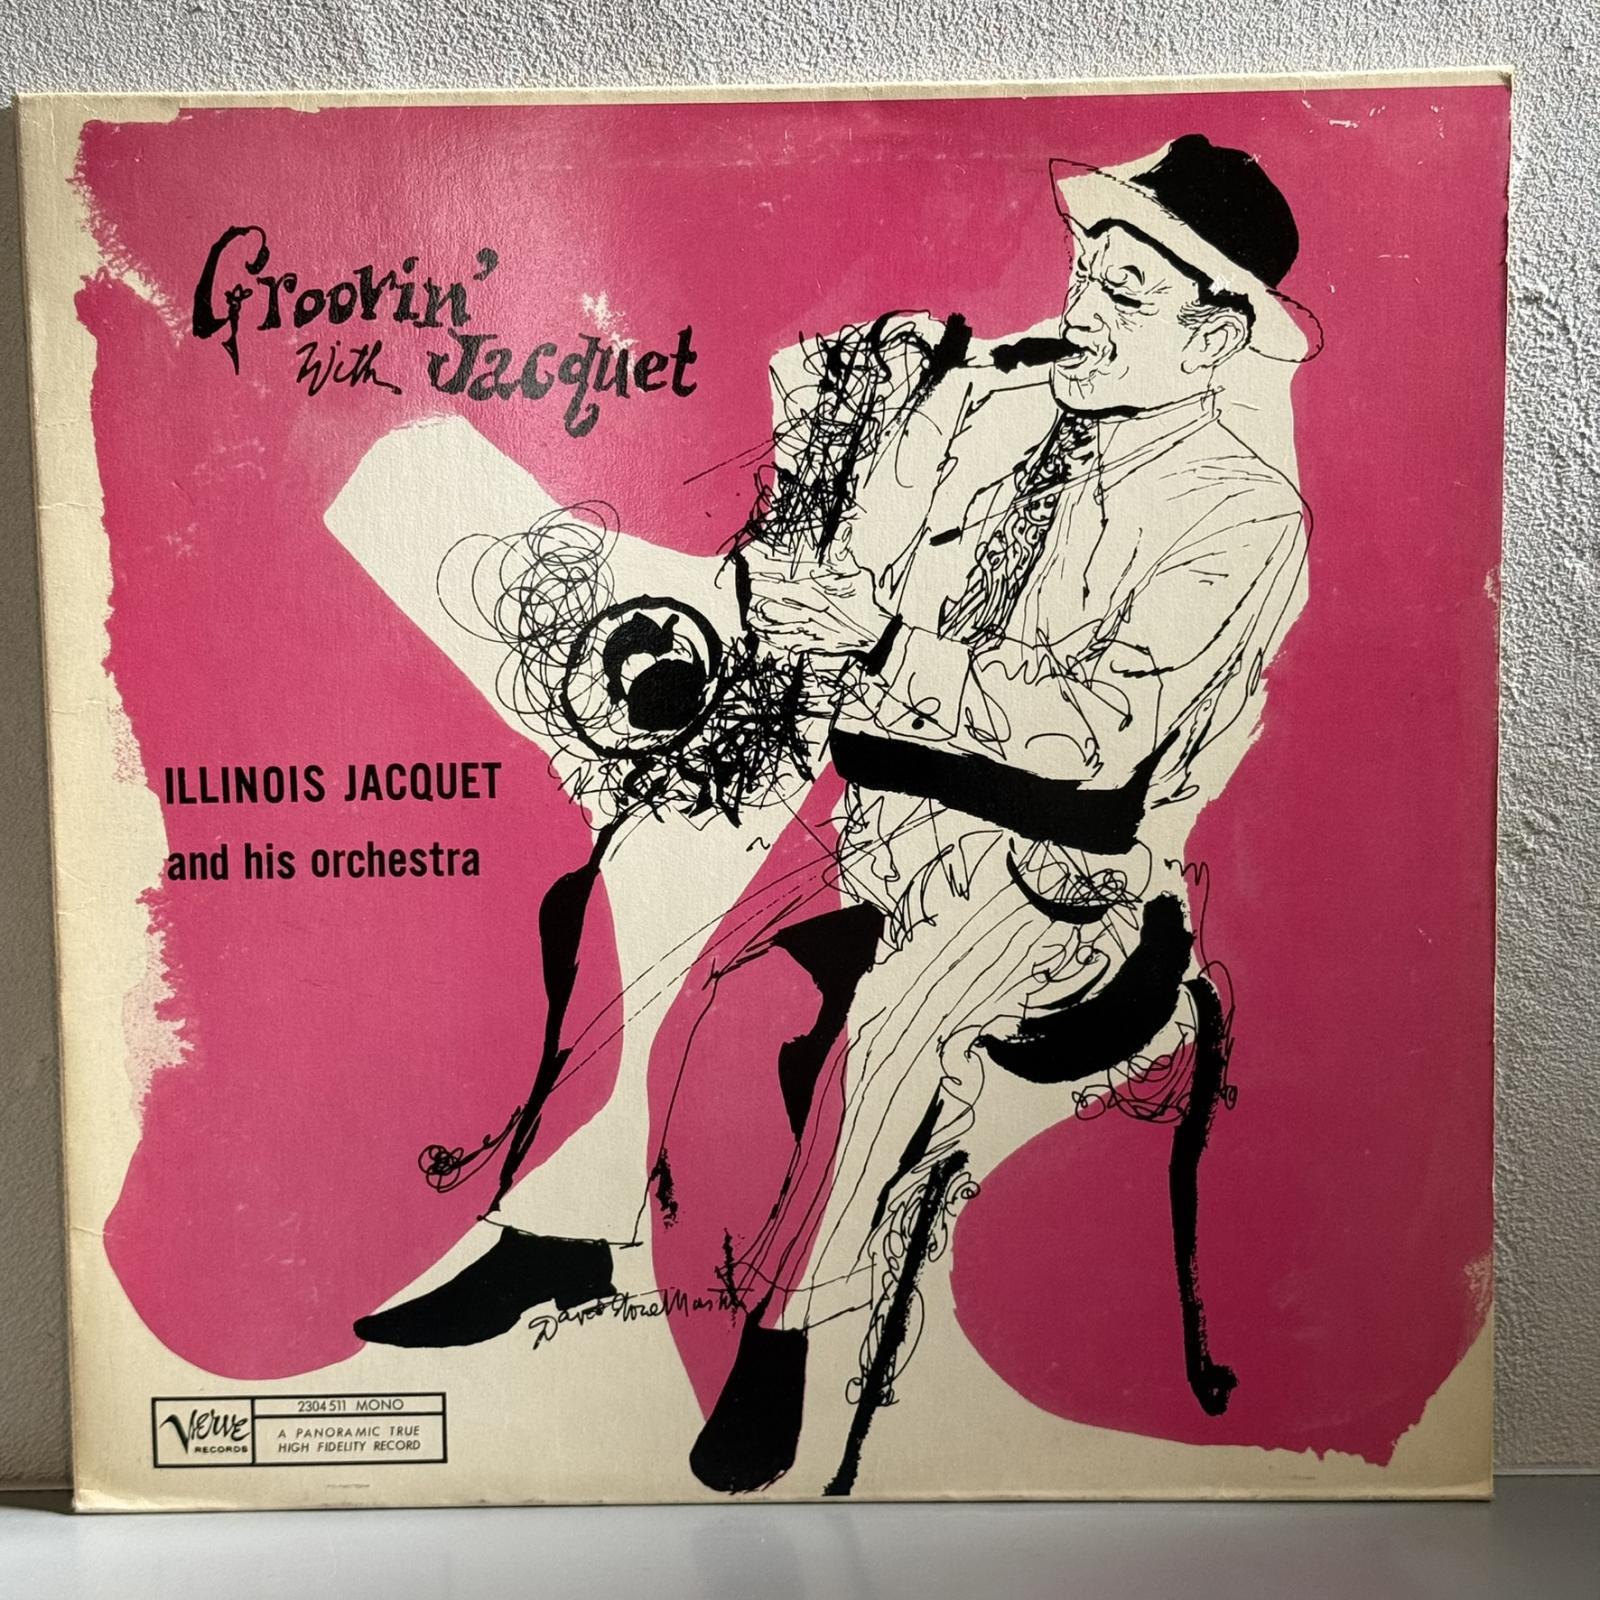 Groovin'
With Jacquet
ILLINOIS JACQUET
and his orchestra
David Stone Martin
Verve
RECORDS
2304 511 MONO
A PANORAMIC TRUE
HIGH FIDELITY RECORD